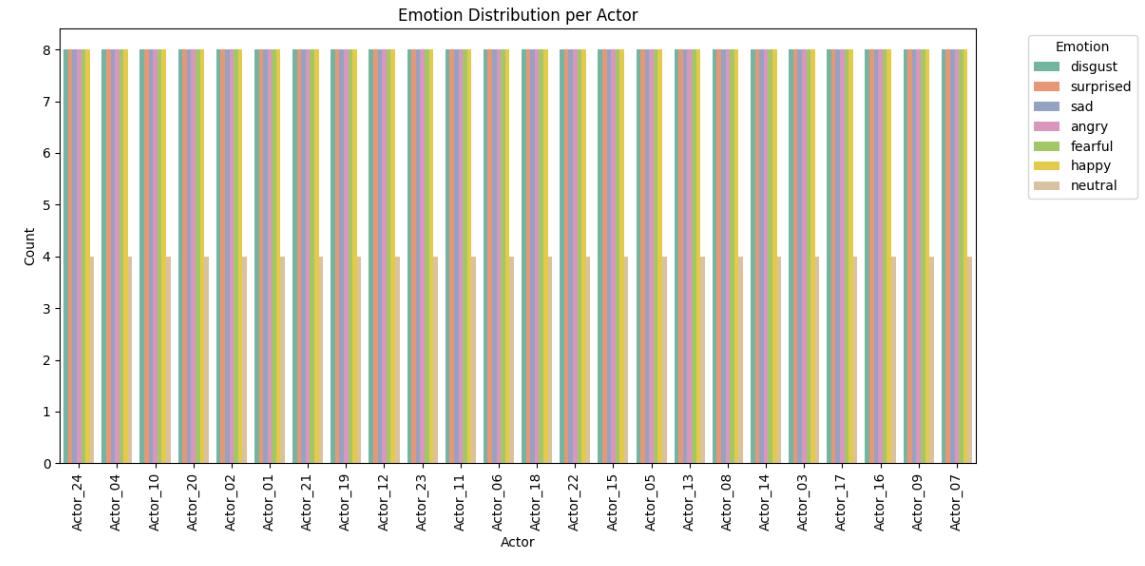 Emotion Distribution per Actor
Emotion
disgust
surprised
sad
angry
fearful
happy
neutral
Count
8
7
6
5
4
3
2
1
0
Actor_24
Actor_04
Actor_10
Actor_20
Actor_02
Actor_01
Actor_21
Actor_19
Actor_12
Actor_23
Actor_11
Actor_06
Actor_18
Actor_22
Actor_15
Actor_05
Actor_13
Actor_08
Actor_14
Actor_03
Actor_17
Actor_16
Actor_09
Actor_07
Actor